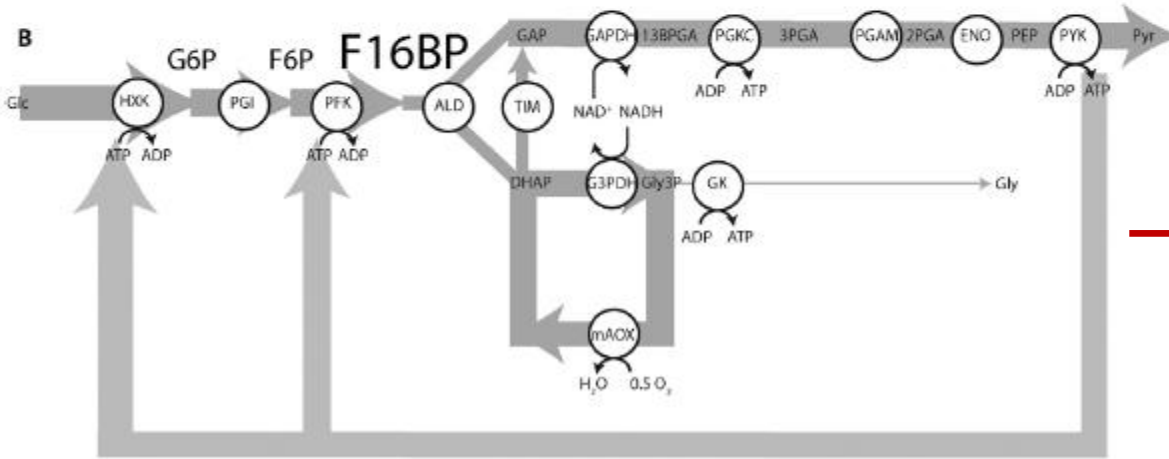 B
GAP GAPDH 1.3BPGA PGKC 3PGA PGAM 2PGA ENO PEP PYK Pyr
G6P F6P F16BP
Glc HXK PGI PFK ALD TIM
ADP ATP ADP ATP
NAD⁺ NADH
ATP ADP ATP ADP
DHAP G3PDH Gly3P GK Gly
ADP ATP
mAOX
H₂O 0.5 O₂